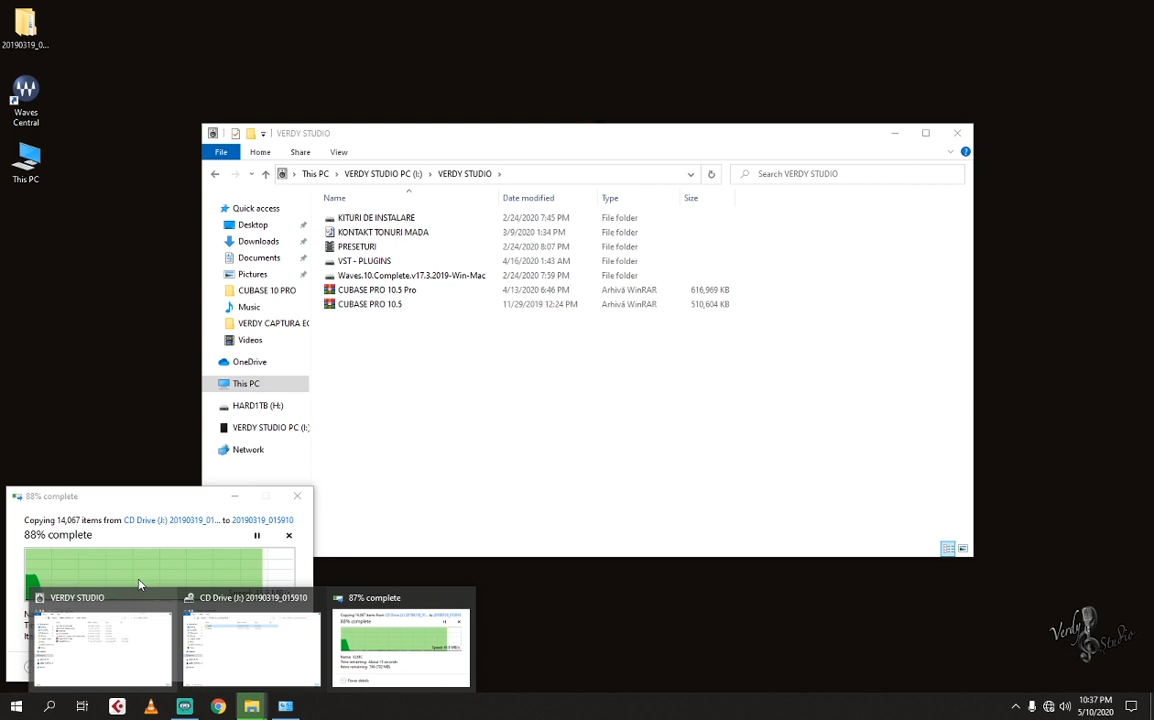 20190319_0...
Waves
Central
This PC
VERDY STUDIO
File Home Share View
This PC VERDY STUDIO PC (I:) VERDY STUDIO
Search VERDY STUDIO
Name Date modified Type Size
Quick access
Desktop
Downloads
Documents
Pictures
CUBASE 10 PRO
Music
VERDY CAPTURA EC
Videos
OneDrive
This PC
HARD1TB (H:)
VERDY STUDIO PC (I:)
Network
KITURI DE INSTALARE 2/24/2020 7:45 PM File folder
KONTAKT TONURI MADA 3/9/2020 1:34 PM File folder
PRESETURI 2/24/2020 8:07 PM File folder
VST - PLUGINS 4/16/2020 1:43 AM File folder
Waves.10.Complete.v17.3.2019-Win-Mac 2/24/2020 7:59 PM File folder
CUBASE PRO 10.5 Pro 4/13/2020 6:46 PM Arhivă WinRAR 616,969 KB
CUBASE PRO 10.5 11/29/2019 12:24 PM Arhivă WinRAR 510,604 KB
88% complete
Copying 14,067 items from CD Drive (J:) 20190319_01... to 20190319_015910
88% complete
VERDY STUDIO
CD Drive (J:) 20190319_015910
87% complete
88% complete
Verdy Studio
10:37 PM
5/10/2020